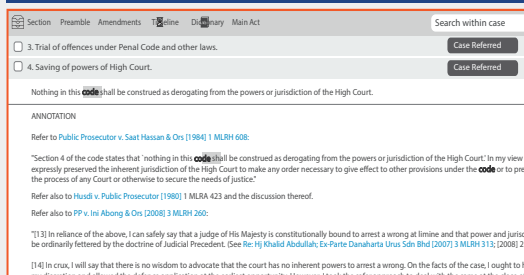 Section Preamble Amendments Timeline Dictionary Main Act Search within case
3. Trial of offences under Penal Code and other laws. Case Referred
4. Saving of powers of High Court. Case Referred
Nothing in this code shall be construed as derogating from the powers or jurisdiction of the High Court.
ANNOTATION
Refer to Public Prosecutor v. Saat Hassan & Ors [1984] 1 MLRH 608:
"Section 4 of the code states that `nothing in this code shall be construed as derogating from the powers or jurisdiction of the High Court.' In my view
expressly preserved the inherent jurisdiction of the High Court to make any order necessary to give effect to other provisions under the code or to pre
the process of any Court or otherwise to secure the needs of justice."
Refer also to Husdi v. Public Prosecutor [1980] 1 MLRA 423 and the discussion thereof.
Refer also to PP v. Ini Abong & Ors [2008] 3 MLRH 260:
"[13] In reliance of the above, I can safely say that a judge of His Majesty is constitutionally bound to arrest a wrong at limine and that power and jurisc
be ordinarily fettered by the doctrine of Judicial Precedent. (See Re: Hj Khalid Abdullah; Ex-Parte Danaharta Urus Sdn Bhd [2007] 3 MLRH 313; [2008] 2
[14] In crux, I will say that there is no wisdom to advocate that the court has no inherent powers to arrest a wrong. On the facts of the case, I ought to h